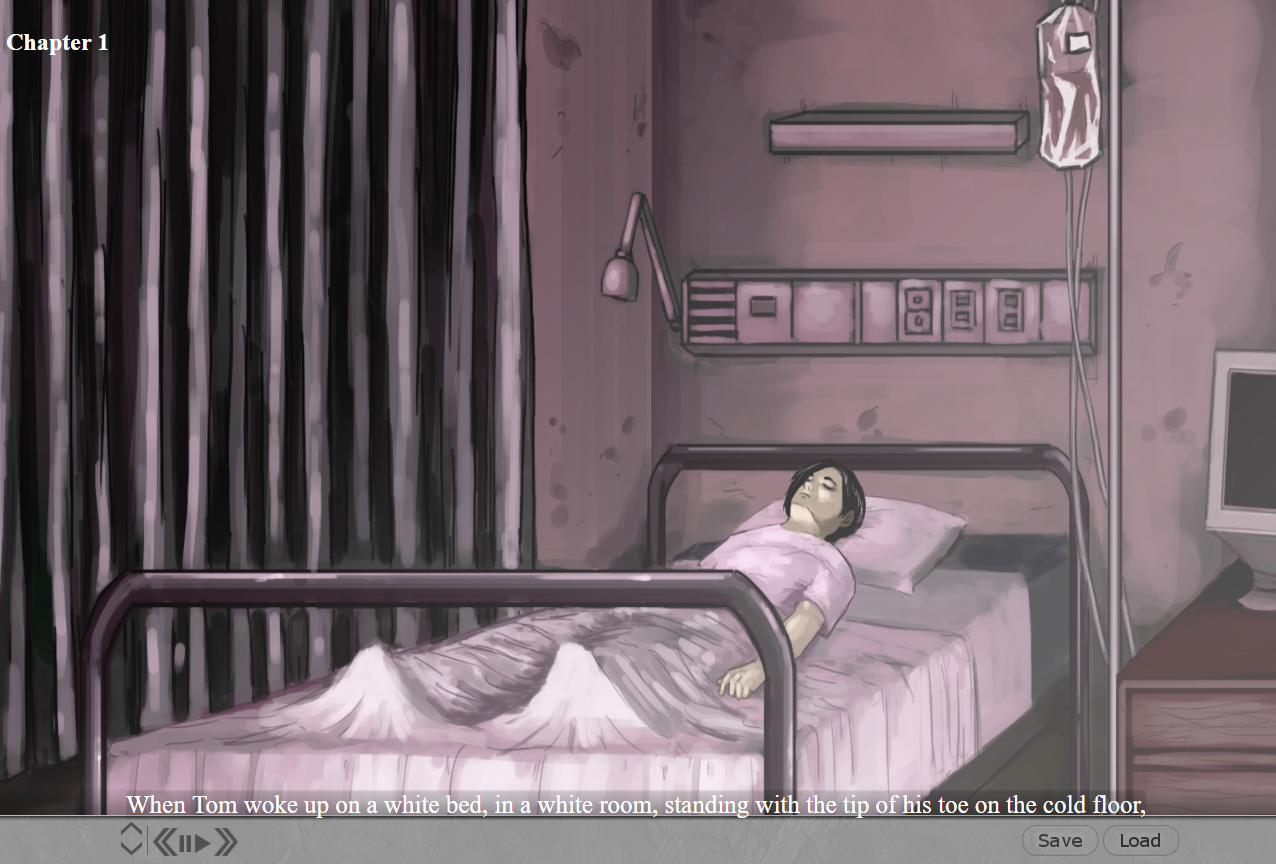 Chapter 1
When Tom woke up on a white bed, in a white room, standing with the tip of his toe on the cold floor,
Save Load